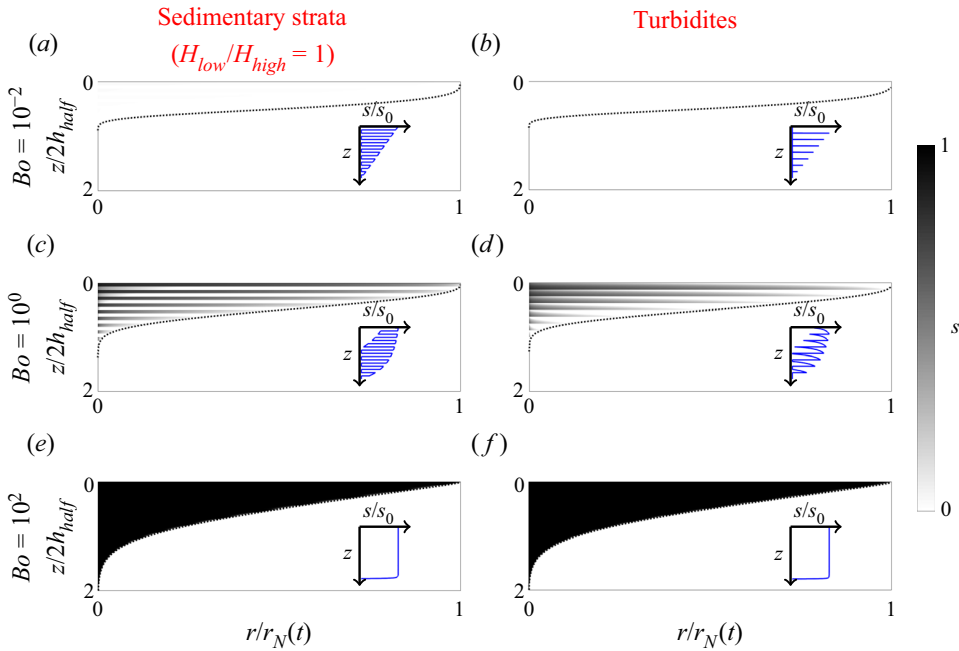 Sedimentary strata
(H_low/H_high = 1)
Turbidites
(a)
(b)
Bo = 10^−2
z/2h_half
0
2
0
1
s/s_0
z
0
2
0
1
s/s_0
z
(c)
(d)
Bo = 10^0
z/2h_half
0
2
0
1
s/s_0
z
0
2
0
1
s/s_0
z
(e)
(f)
Bo = 10^2
z/2h_half
0
2
0
1
s/s_0
z
r/r_N(t)
0
2
0
1
s/s_0
z
r/r_N(t)
1
s
0